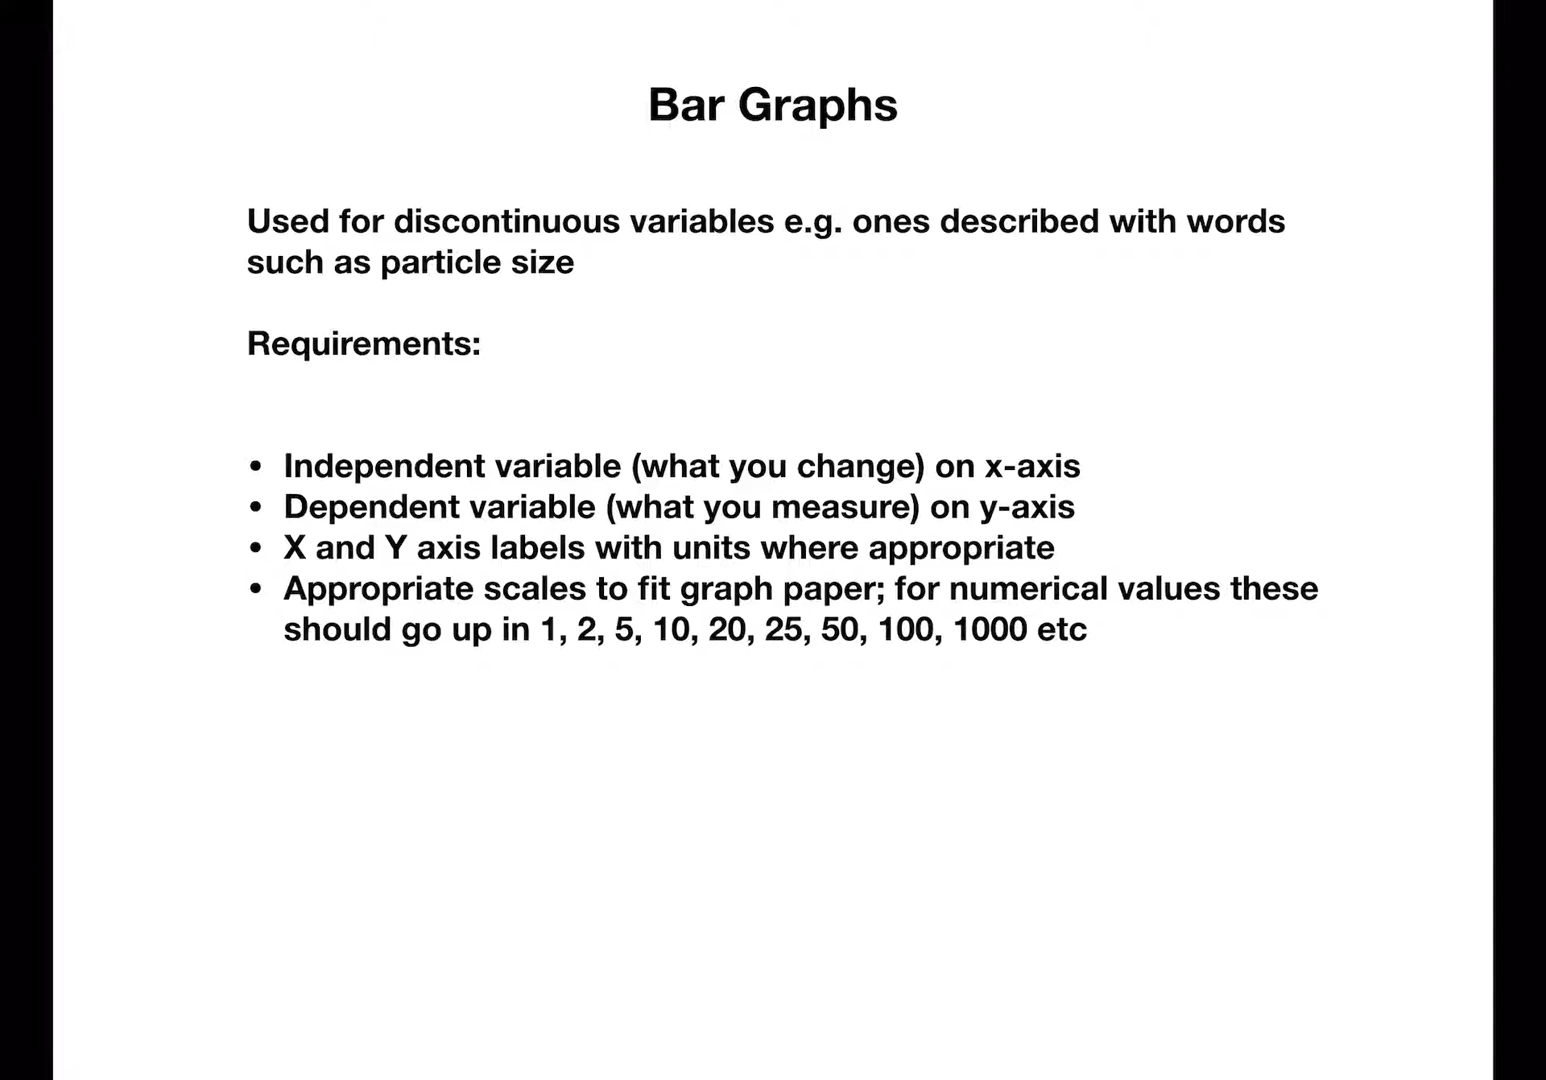 Bar Graphs
Used for discontinuous variables e.g. ones described with words
such as particle size
Requirements:
• Independent variable (what you change) on x-axis
• Dependent variable (what you measure) on y-axis
• X and Y axis labels with units where appropriate
• Appropriate scales to fit graph paper; for numerical values these
should go up in 1, 2, 5, 10, 20, 25, 50, 100, 1000 etc